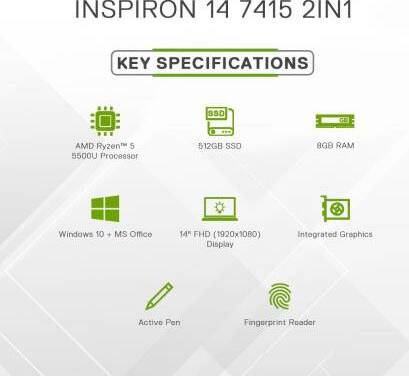 INSPIRON 14 7415 2IN1
KEY SPECIFICATIONS
SSD
GB
AMD Ryzen™ 5
5500U Processor
512GB SSD
8GB RAM
Windows 10 + MS Office
14" FHD (1920x1080)
Display
Integrated Graphics
Active Pen
Fingerprint Reader